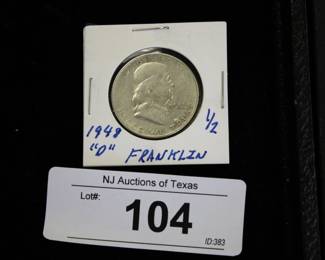 1948 1/2
"D" FRANKLIN
NJ Auctions of Texas
Lot#:
104
ID:383